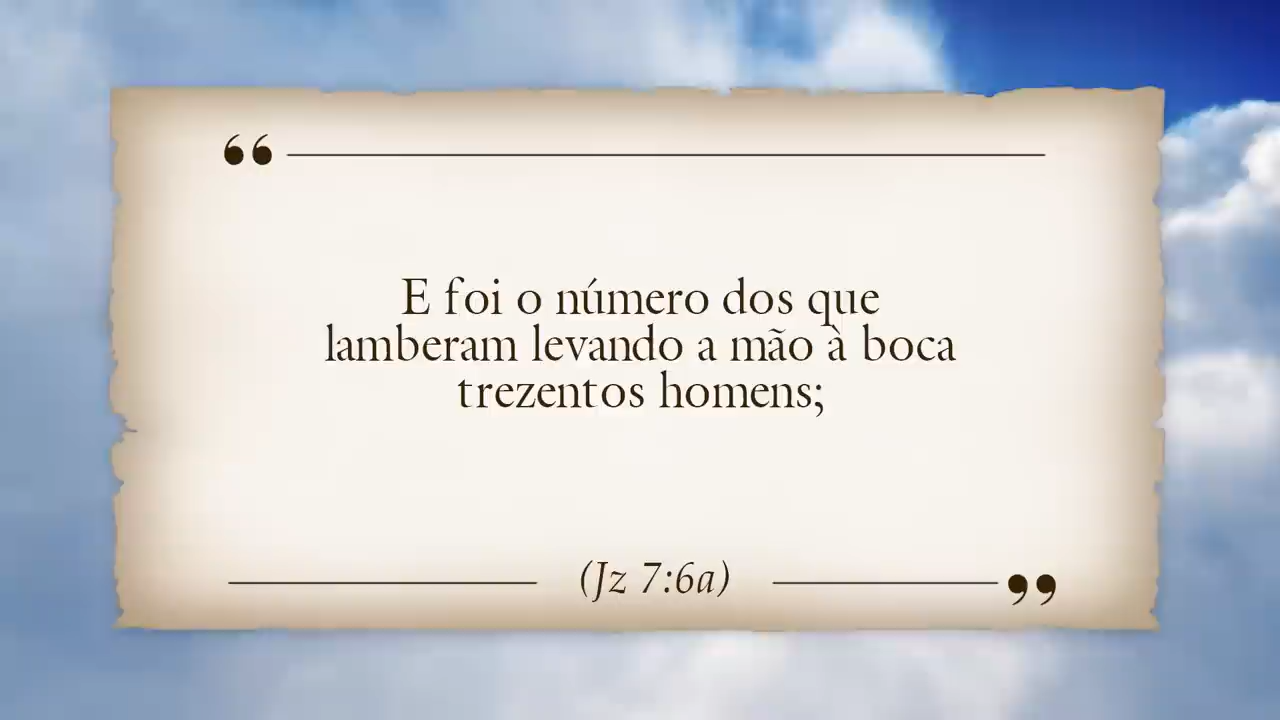 “
E foi o número dos que
lamberam levando a mão à boca
trezentos homens;
(Jz 7:6a)
”